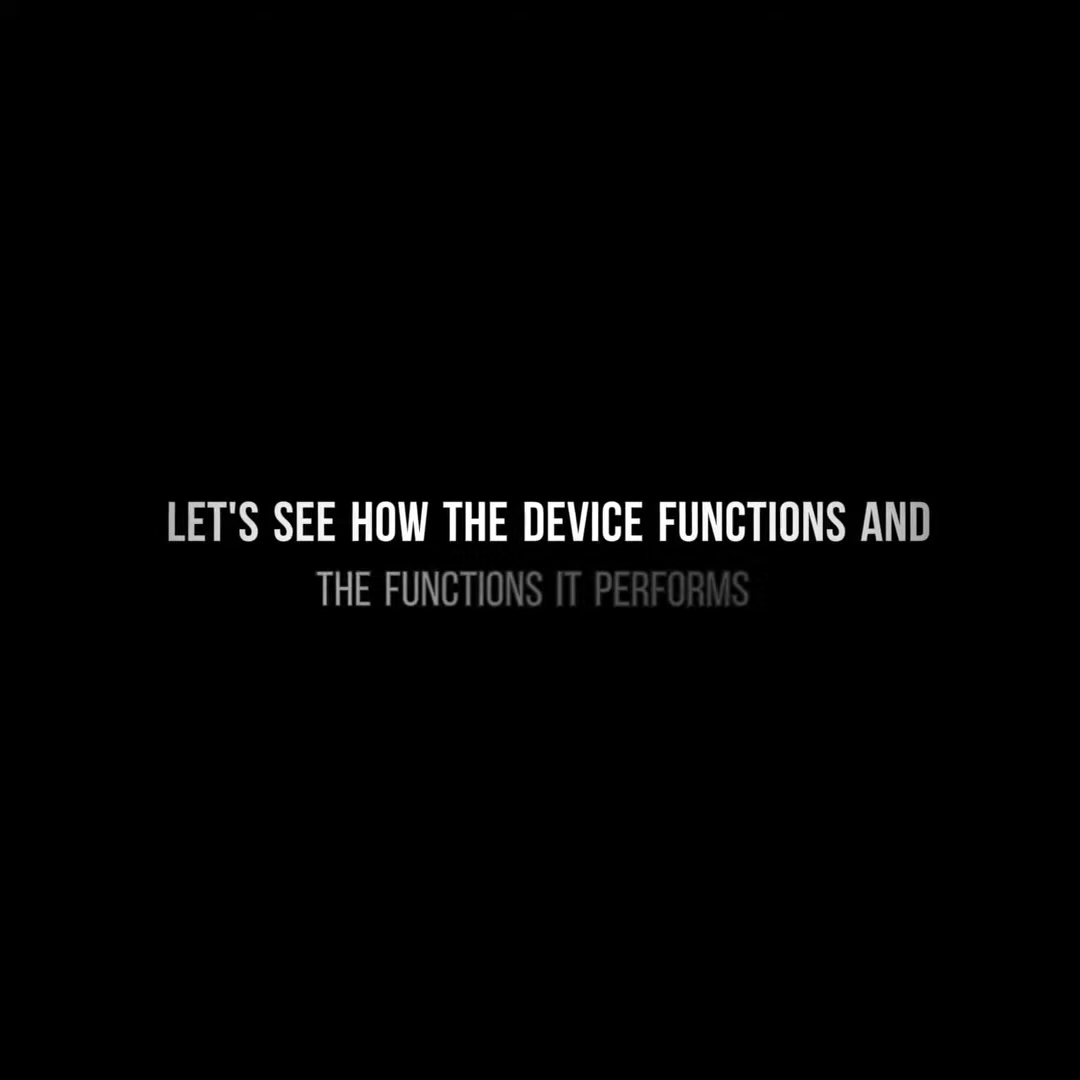 LET'S SEE HOW THE DEVICE FUNCTIONS AND
THE FUNCTIONS IT PERFORMS